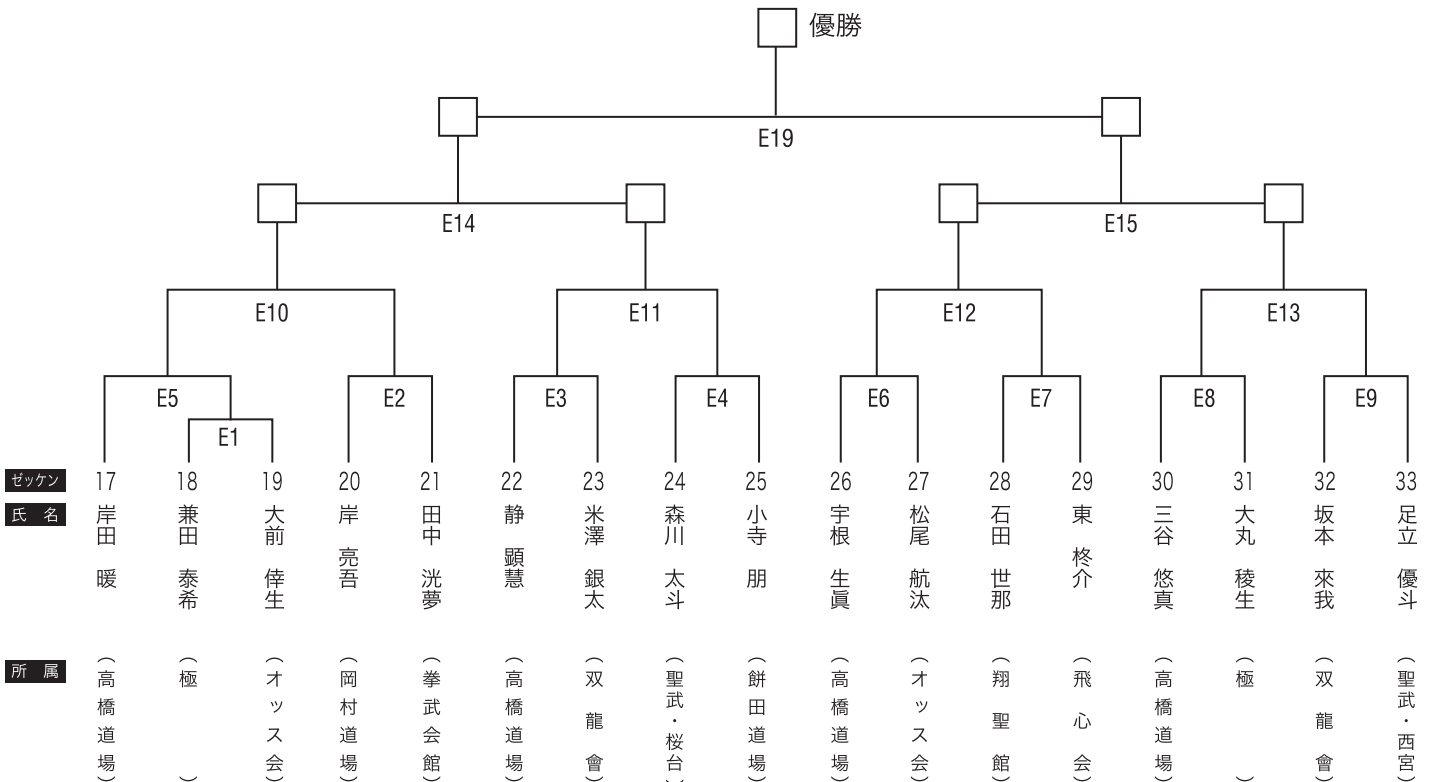 優勝
E19
E14
E15
E10
E11
E12
E13
E5
E2
E3
E4
E6
E7
E8
E9
E1
ゼッケン 17 18 19 20 21 22 23 24 25 26 27 28 29 30 31 32 33
氏 名
岸田 暖
兼田 泰希
大前 倖生
岸 亮吾
田中 洸夢
静 顕慧
米澤 銀太
森川 太斗
小寺 朋
宇根 生眞
松尾 航汰
石田 世那
東 柊介
三谷 悠真
大丸 稜生
坂本 來我
足立 優斗
所 属
(高橋道場)
(極)
(オッス会)
(岡村道場)
(拳武会館)
(高橋道場)
(双龍會)
(聖武・桜台)
(餅田道場)
(高橋道場)
(オッス会)
(翔聖館)
(飛心会)
(高橋道場)
(極)
(双龍會)
(聖武・西宮)